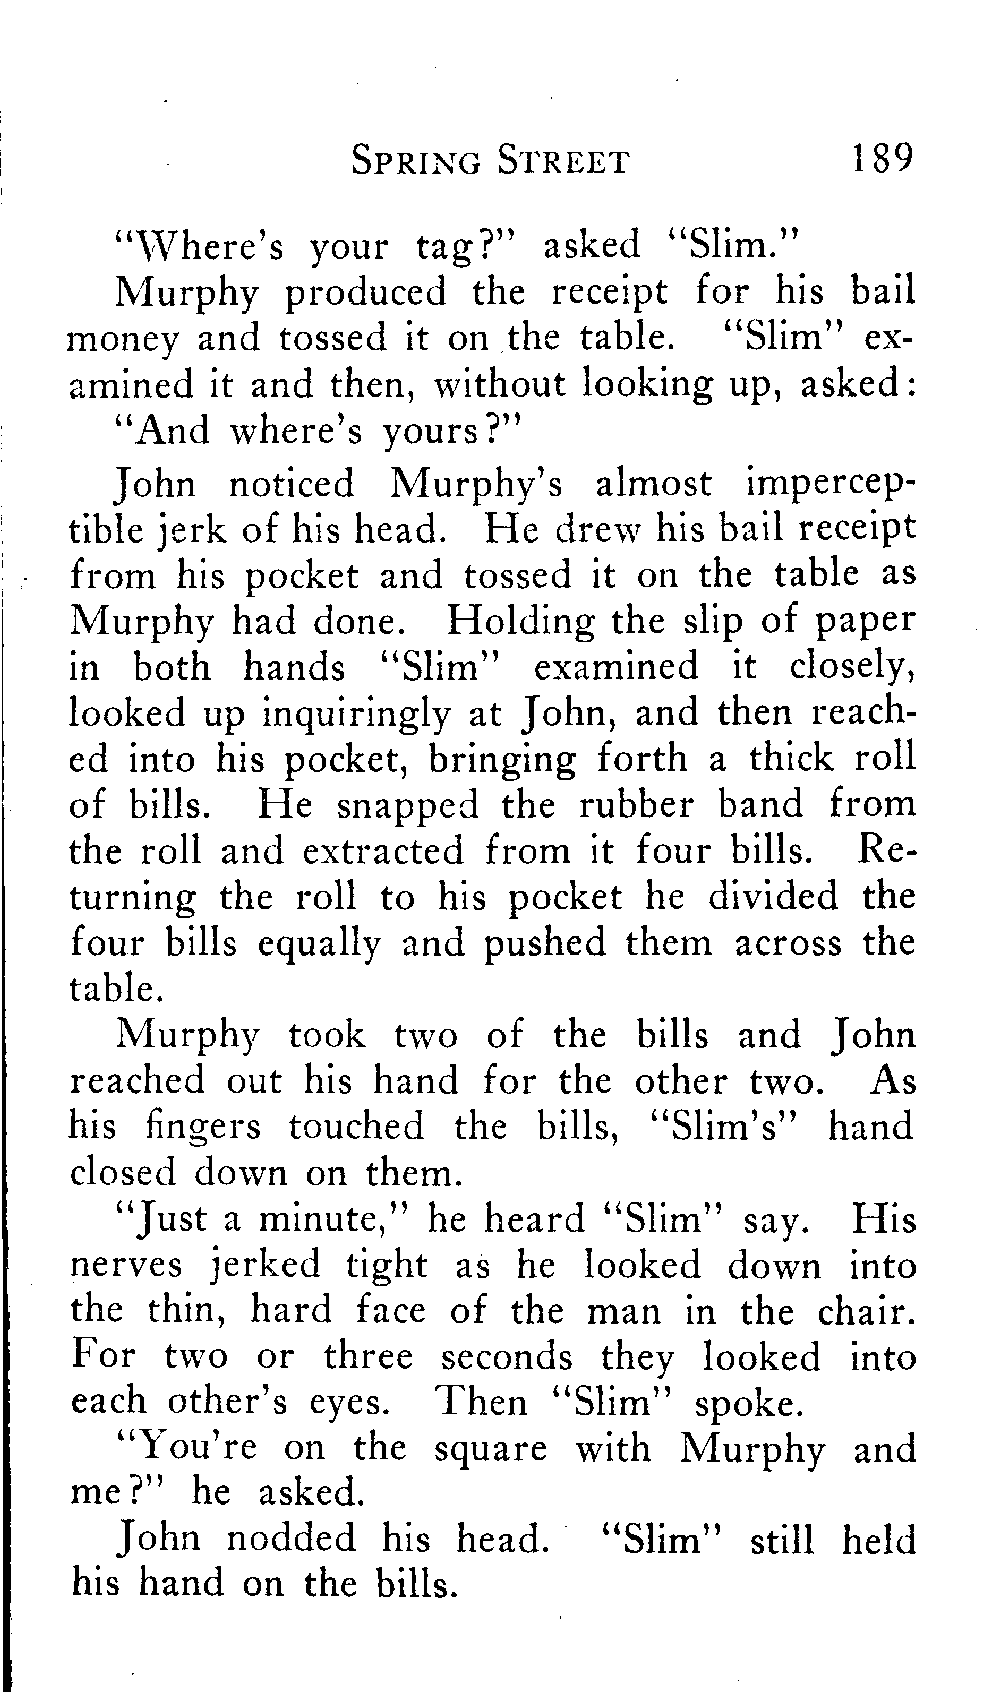 SPRING STREET 189
"Where's your tag?" asked "Slim."
Murphy produced the receipt for his bail
money and tossed it on the table. "Slim" ex-
amined it and then, without looking up, asked:
"And where's yours?"
John noticed Murphy's almost impercep-
tible jerk of his head. He drew his bail receipt
from his pocket and tossed it on the table as
Murphy had done. Holding the slip of paper
in both hands "Slim" examined it closely,
looked up inquiringly at John, and then reach-
ed into his pocket, bringing forth a thick roll
of bills. He snapped the rubber band from
the roll and extracted from it four bills. Re-
turning the roll to his pocket he divided the
four bills equally and pushed them across the
table.
Murphy took two of the bills and John
reached out his hand for the other two. As
his fingers touched the bills, "Slim's" hand
closed down on them.
"Just a minute," he heard "Slim" say. His
nerves jerked tight as he looked down into
the thin, hard face of the man in the chair.
For two or three seconds they looked into
each other's eyes. Then "Slim" spoke.
"You're on the square with Murphy and
me?" he asked.
John nodded his head. "Slim" still held
his hand on the bills.